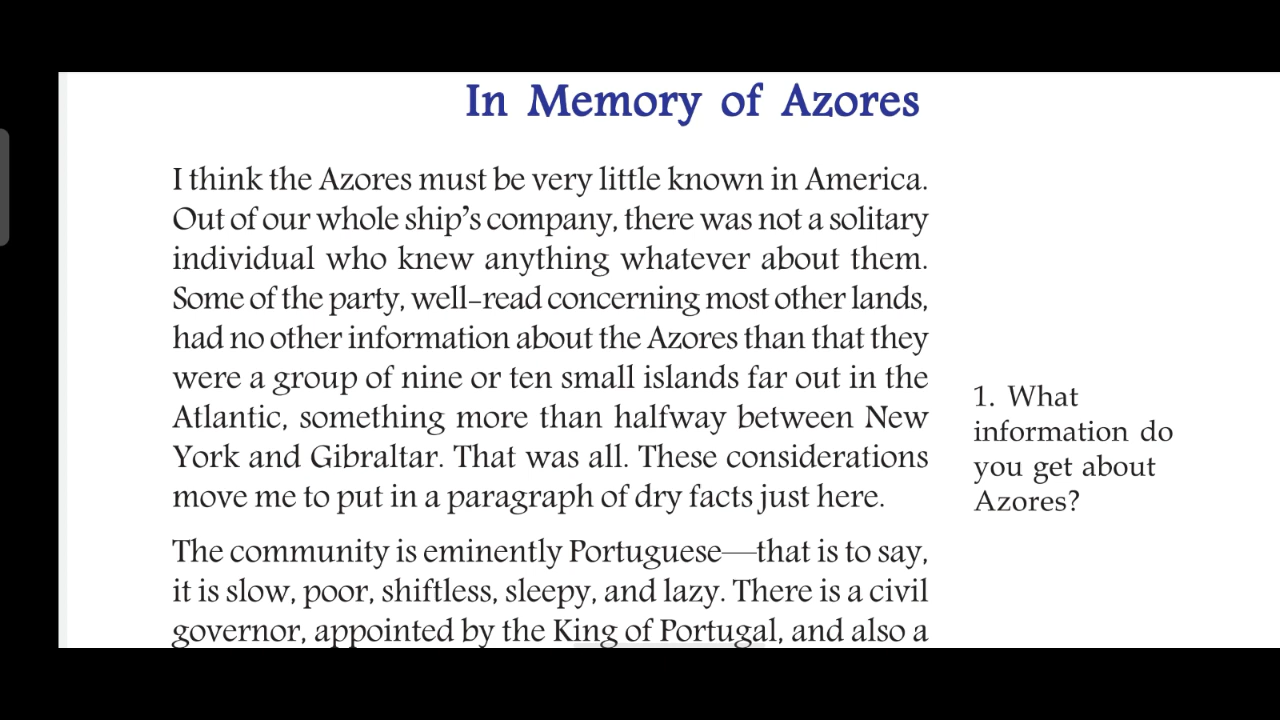 In Memory of Azores
I think the Azores must be very little known in America.
Out of our whole ship's company, there was not a solitary
individual who knew anything whatever about them.
Some of the party, well-read concerning most other lands,
had no other information about the Azores than that they
were a group of nine or ten small islands far out in the
Atlantic, something more than halfway between New
York and Gibraltar. That was all. These considerations
move me to put in a paragraph of dry facts just here.
1. What
information do
you get about
Azores?
The community is eminently Portuguese—that is to say,
it is slow, poor, shiftless, sleepy, and lazy. There is a civil
governor, appointed by the King of Portugal, and also a